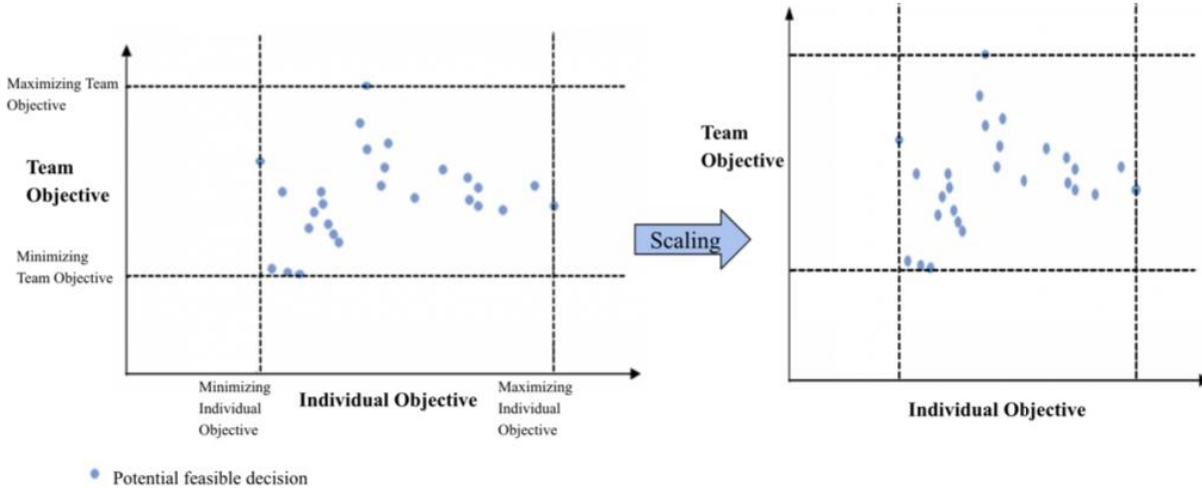 Maximizing Team
Objective
Team
Objective
Minimizing
Team Objective
Minimizing
Individual
Objective
Individual Objective
Maximizing
Individual
Objective
Potential feasible decision
Scaling
Team
Objective
Individual Objective